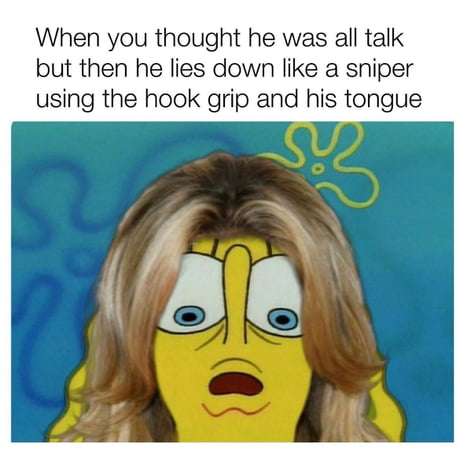 When you thought he was all talk
but then he lies down like a sniper
using the hook grip and his tongue